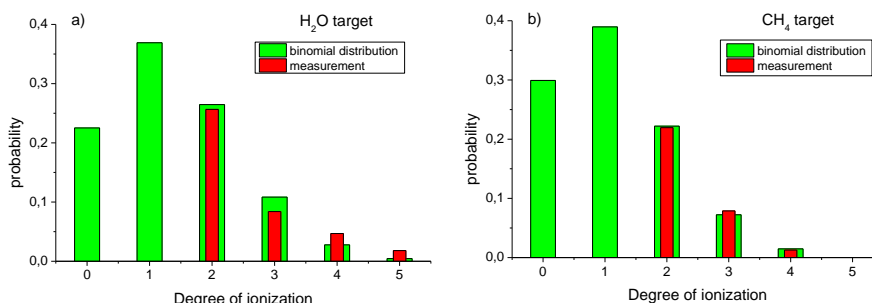 a)
H₂O target
binomial distribution
measurement
probability
0,4
0,3
0,2
0,1
0,0
0 1 2 3 4 5
Degree of ionization
b)
CH₄ target
binomial distribution
measurement
probability
0,4
0,3
0,2
0,1
0,0
0 1 2 3 4 5
Degree of ionization